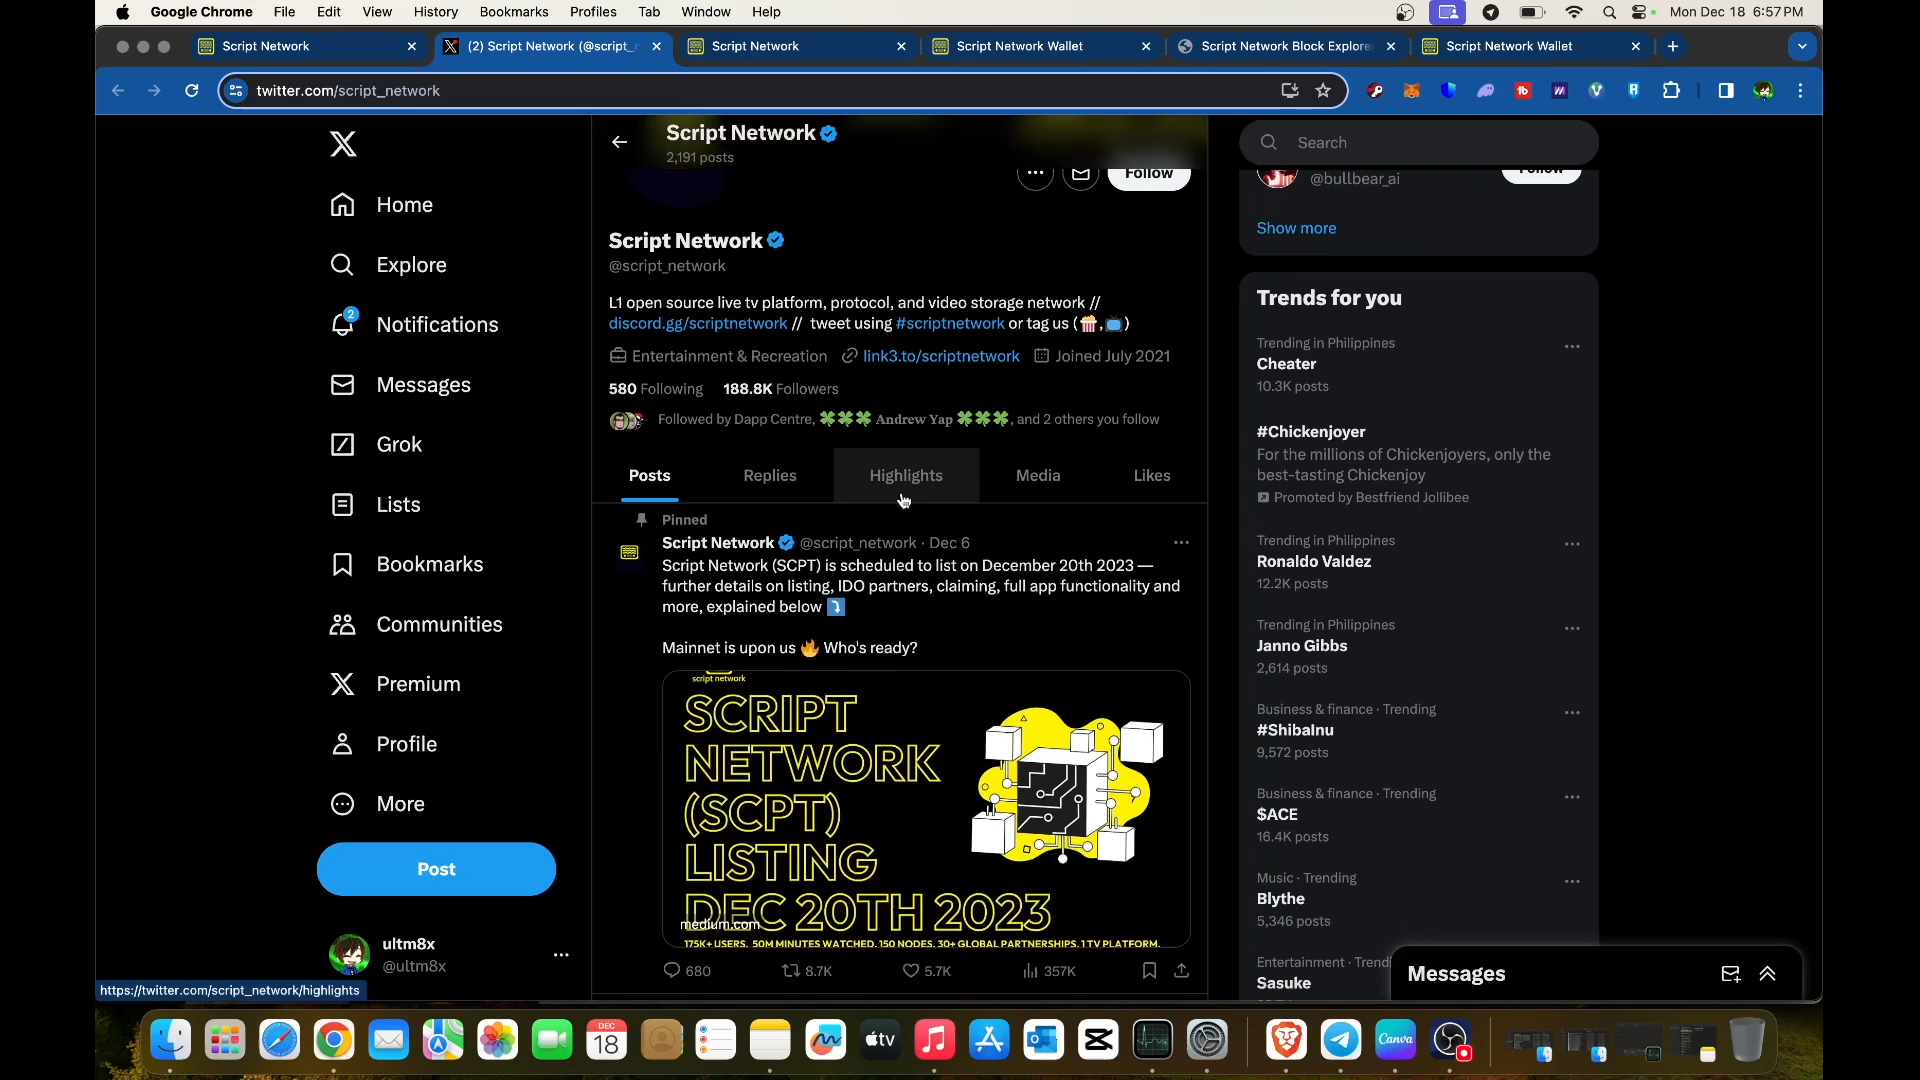 Google Chrome File Edit View History Bookmarks Profiles Tab Window Help Mon Dec 18 6:57 PM
Script Network (2) Script Network (@script_ Script Network Script Network Wallet Script Network Block Explore Script Network Wallet
twitter.com/script_network
Script Network
2,191 posts
Follow
Script Network
@script_network
L1 open source live tv platform, protocol, and video storage network //
discord.gg/scriptnetwork // tweet using #scriptnetwork or tag us (🍿,📺)
Entertainment & Recreation link3.to/scriptnetwork Joined July 2021
580 Following 188.8K Followers
Followed by Dapp Centre, 🍀🍀🍀 Andrew Yap 🍀🍀🍀, and 2 others you follow
Posts Replies Highlights Media Likes
Pinned
Script Network @script_network · Dec 6
Script Network (SCPT) is scheduled to list on December 20th 2023 —
further details on listing, IDO partners, claiming, full app functionality and
more, explained below ⤵️
Mainnet is upon us 🔥 Who's ready?
script network
SCRIPT
NETWORK
(SCPT)
LISTING
DEC 20TH 2023
medium.com
175K+ USERS, 50M MINUTES WATCHED, 150 NODES, 30+ GLOBAL PARTNERSHIPS, 1 TV PLATFORM,
680 8.7K 5.7K 357K
Home
Explore
2
Notifications
Messages
Grok
Lists
Bookmarks
Communities
Premium
Profile
More
Post
ultm8x
@ultm8x
https://twitter.com/script_network/highlights
Search
@bullbear_ai
Follow
Show more
Trends for you
Trending in Philippines
Cheater
10.3K posts
#Chickenjoyer
For the millions of Chickenjoyers, only the
best-tasting Chickenjoy
Promoted by Bestfriend Jollibee
Trending in Philippines
Ronaldo Valdez
12.2K posts
Trending in Philippines
Janno Gibbs
2,614 posts
Business & finance · Trending
#ShibaInu
9,572 posts
Business & finance · Trending
$ACE
16.4K posts
Music · Trending
Blythe
5,346 posts
Entertainment · Trend
Sasuke
Messages
DEC
18
tv
Canva